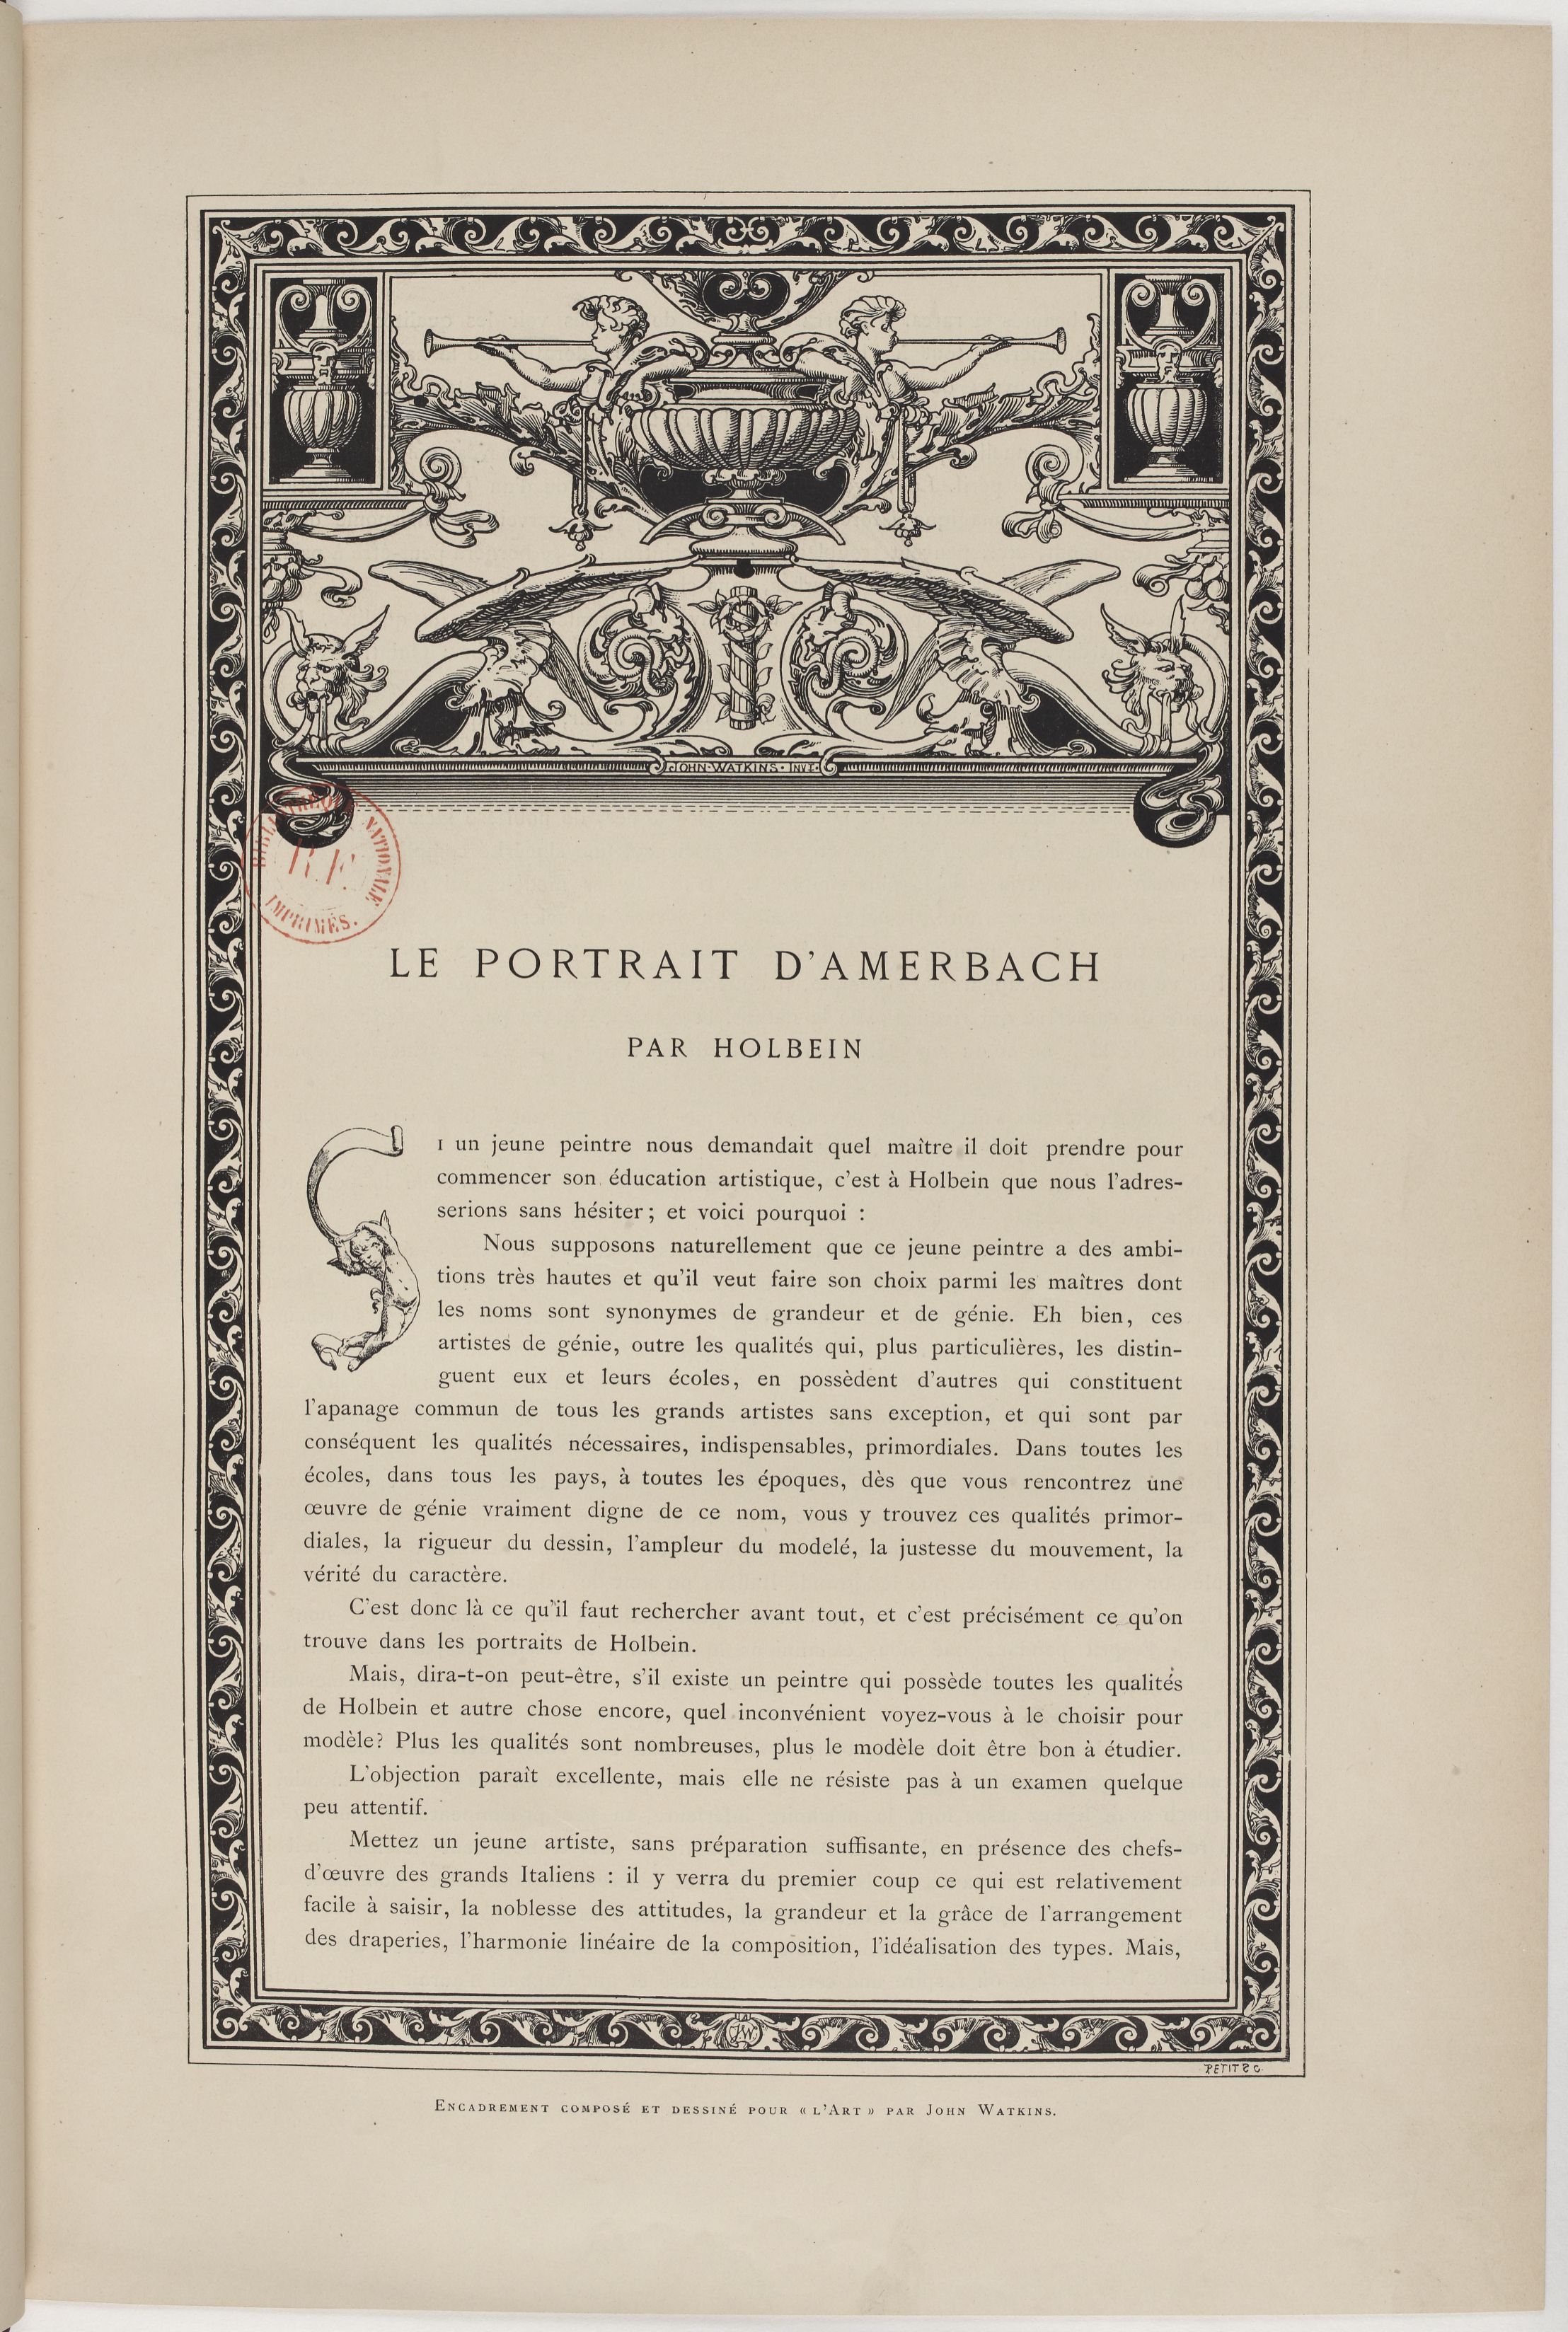 JOHN · WATKINS · INVT ·
BIBLIOTHEQUE NATIONALE
R.F.
IMPRIMÉS.
LE PORTRAIT D'AMERBACH
PAR HOLBEIN
SI un jeune peintre nous demandait quel maître il doit prendre pour
commencer son éducation artistique, c'est à Holbein que nous l'adres-
serions sans hésiter ; et voici pourquoi :
Nous supposons naturellement que ce jeune peintre a des ambi-
tions très hautes et qu'il veut faire son choix parmi les maîtres dont
les noms sont synonymes de grandeur et de génie. Eh bien, ces
artistes de génie, outre les qualités qui, plus particulières, les distin-
guent eux et leurs écoles, en possèdent d'autres qui constituent
l'apanage commun de tous les grands artistes sans exception, et qui sont par
conséquent les qualités nécessaires, indispensables, primordiales. Dans toutes les
écoles, dans tous les pays, à toutes les époques, dès que vous rencontrez une
œuvre de génie vraiment digne de ce nom, vous y trouvez ces qualités primor-
diales, la rigueur du dessin, l'ampleur du modelé, la justesse du mouvement, la
vérité du caractère.
C'est donc là ce qu'il faut rechercher avant tout, et c'est précisément ce qu'on
trouve dans les portraits de Holbein.
Mais, dira-t-on peut-être, s'il existe un peintre qui possède toutes les qualités
de Holbein et autre chose encore, quel inconvénient voyez-vous à le choisir pour
modèle? Plus les qualités sont nombreuses, plus le modèle doit être bon à étudier.
L'objection paraît excellente, mais elle ne résiste pas à un examen quelque
peu attentif.
Mettez un jeune artiste, sans préparation suffisante, en présence des chefs-
d'œuvre des grands Italiens : il y verra du premier coup ce qui est relativement
facile à saisir, la noblesse des attitudes, la grandeur et la grâce de l'arrangement
des draperies, l'harmonie linéaire de la composition, l'idéalisation des types. Mais,
JW
PETIT SC.
ENCADREMENT COMPOSÉ ET DESSINÉ POUR « L'ART » PAR JOHN WATKINS.